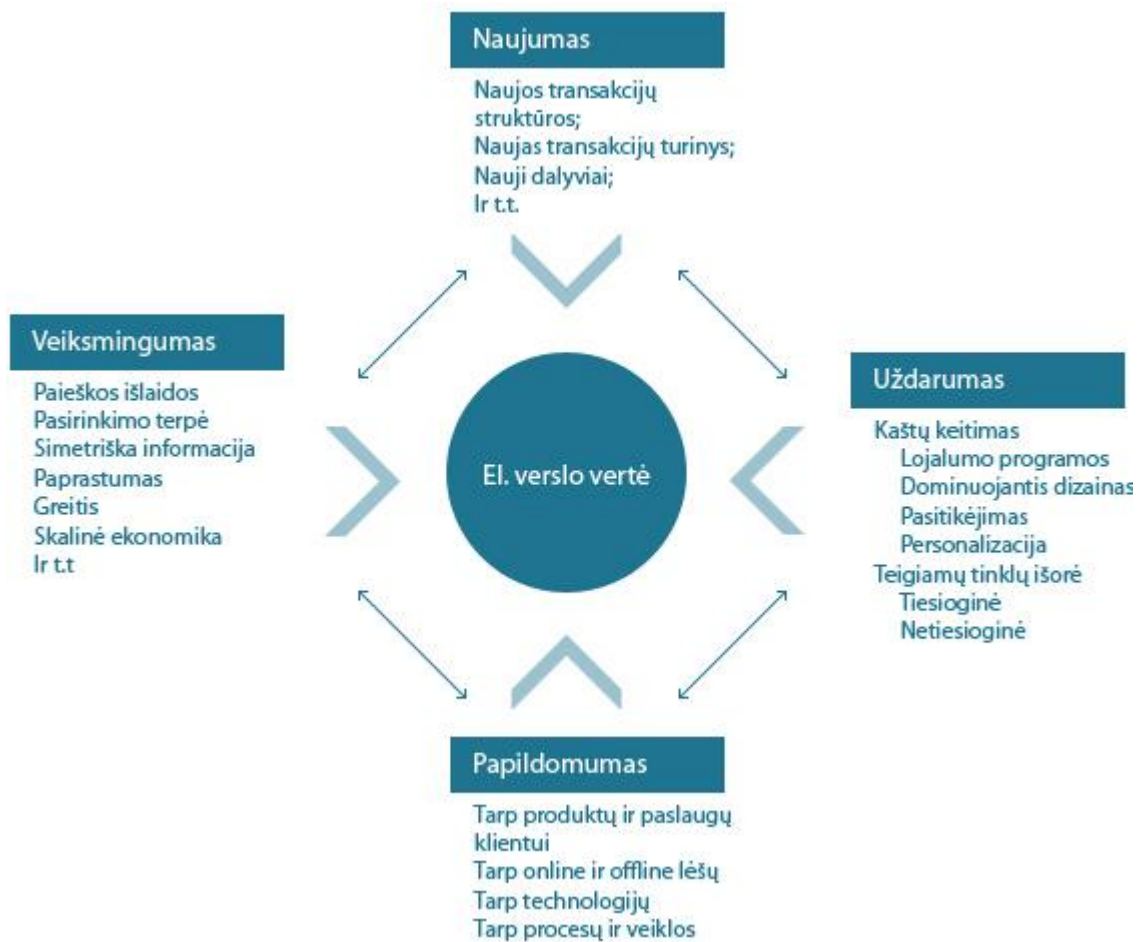 Naujumas
Naujos transakcijų
struktūros;
Naujas transakcijų turinys;
Nauji dalyviai;
Ir t.t.
Veiksmingumas
Paieškos išlaidos
Pasirinkimo terpė
Simetriška informacija
Paprastumas
Greitis
Skalinė ekonomika
Ir t.t
El. verslo vertė
Uždarumas
Kaštų keitimas
Lojalumo programos
Dominuojantis dizainas
Pasitikėjimas
Personalizacija
Teigiamų tinklų išorė
Tiesioginė
Netiesioginė
Papildomumas
Tarp produktų ir paslaugų
klientui
Tarp online ir offline lėšų
Tarp technologijų
Tarp procesų ir veiklos